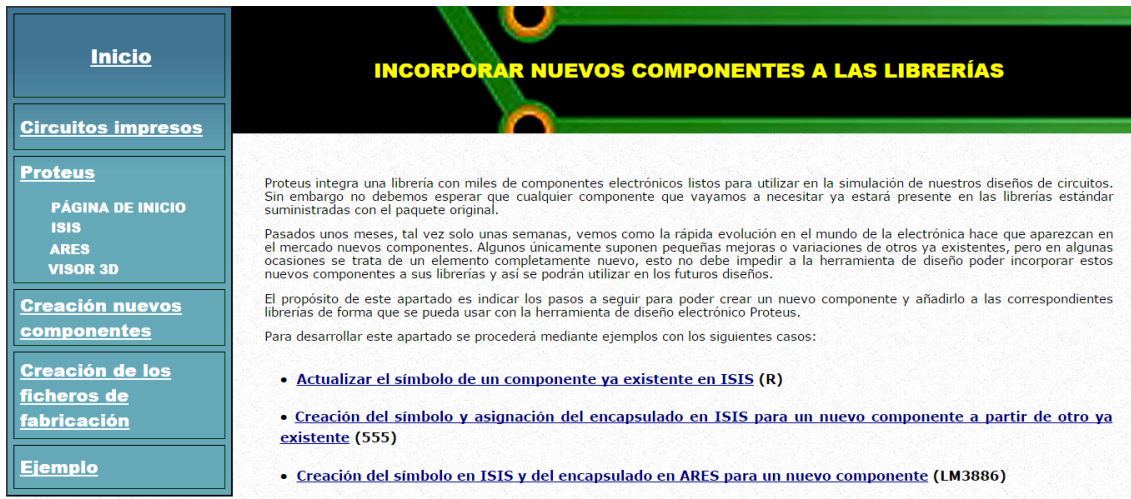 Inicio
Circuitos impresos
Proteus
PÁGINA DE INICIO
ISIS
ARES
VISOR 3D
Creación nuevos
componentes
Creación de los
ficheros de
fabricación
Ejemplo
INCORPORAR NUEVOS COMPONENTES A LAS LIBRERÍAS
Proteus integra una librería con miles de componentes electrónicos listos para utilizar en la simulación de nuestros diseños de circuitos.
Sin embargo no debemos esperar que cualquier componente que vayamos a necesitar ya estará presente en las librerías estándar
suministradas con el paquete original.
Pasados unos meses, tal vez solo unas semanas, vemos como la rápida evolución en el mundo de la electrónica hace que aparezcan en
el mercado nuevos componentes. Algunos únicamente suponen pequeñas mejoras o variaciones de otros ya existentes, pero en algunas
ocasiones se trata de un elemento completamente nuevo, esto no debe impedir a la herramienta de diseño poder incorporar estos
nuevos componentes a sus librerías y así se podrán utilizar en los futuros diseños.
El propósito de este apartado es indicar los pasos a seguir para poder crear un nuevo componente y añadirlo a las correspondientes
librerías de forma que se pueda usar con la herramienta de diseño electrónico Proteus.
Para desarrollar este apartado se procederá mediante ejemplos con los siguientes casos:
• Actualizar el símbolo de un componente ya existente en ISIS (R)
• Creación del símbolo y asignación del encapsulado en ISIS para un nuevo componente a partir de otro ya
existente (555)
• Creación del símbolo en ISIS y del encapsulado en ARES para un nuevo componente (LM3886)